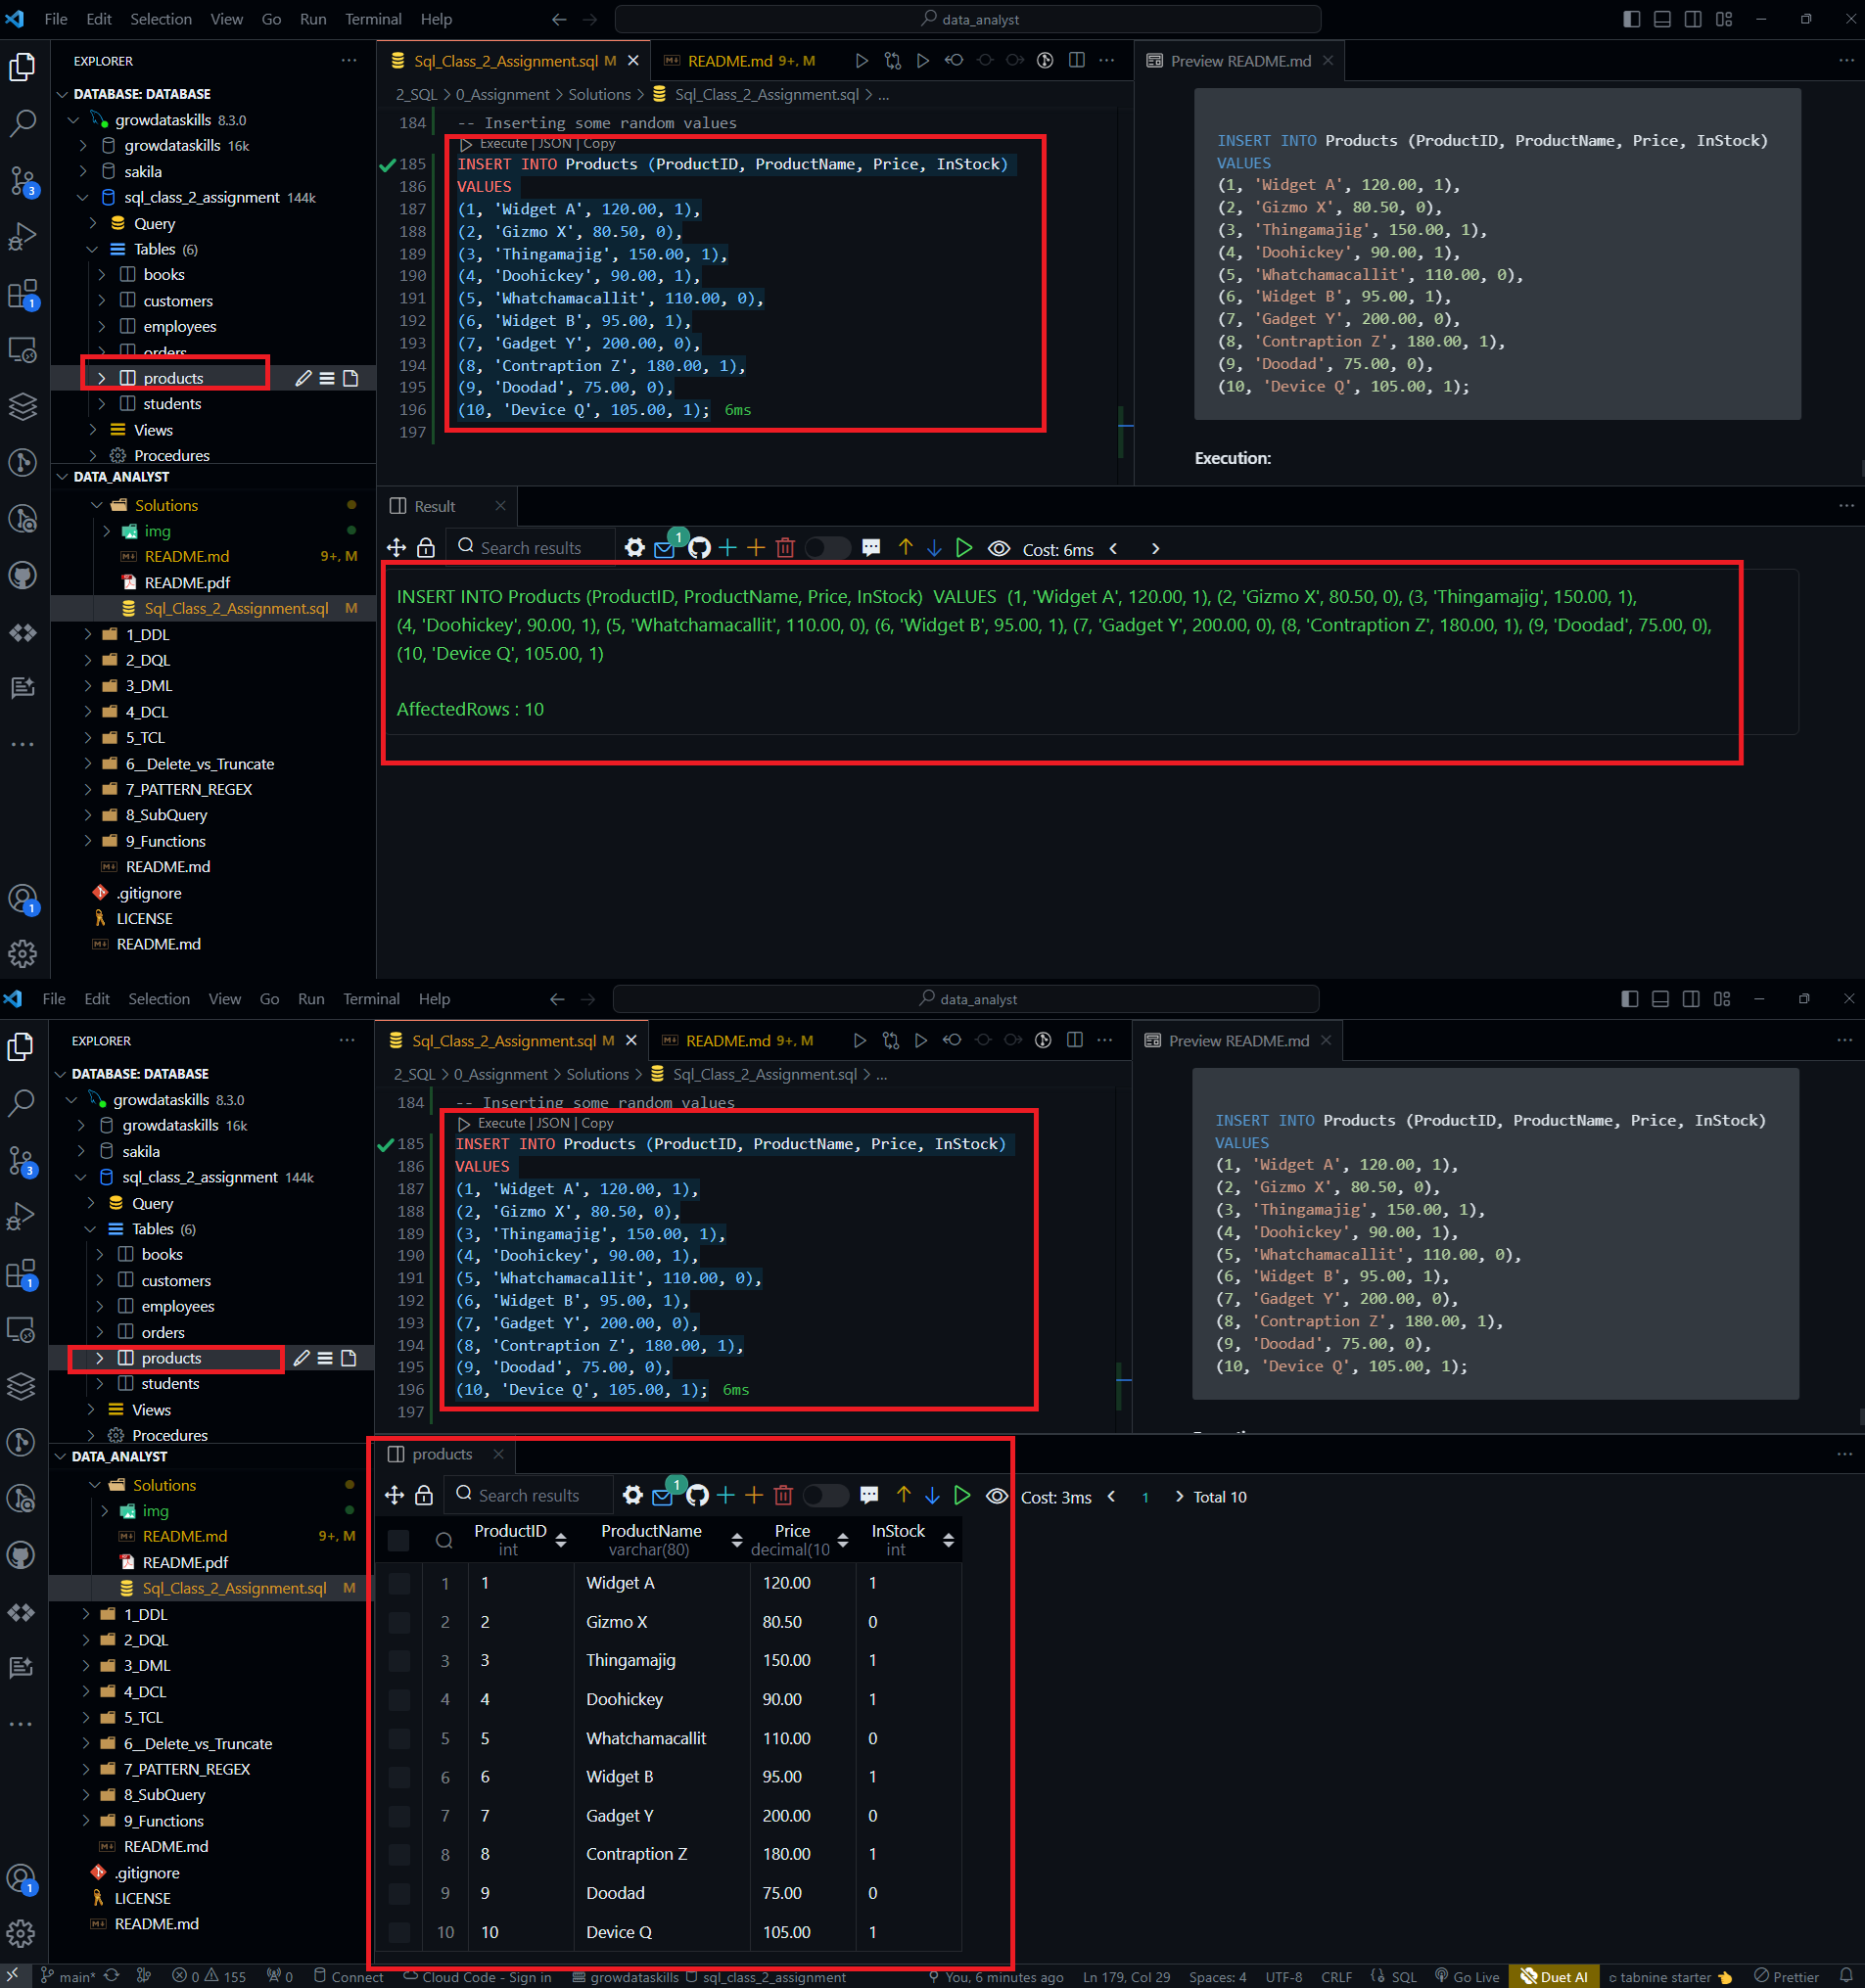 File Edit Selection View Go Run Terminal Help
data_analyst
EXPLORER
DATABASE: DATABASE
growdataskills 8.3.0
growdataskills 16k
sakila
sql_class_2_assignment 144k
Query
Tables (6)
books
customers
employees
orders
products
students
Views
Procedures
DATA_ANALYST
Solutions
img
README.md 9+, M
README.pdf
Sql_Class_2_Assignment.sql M
1_DDL
2_DQL
3_DML
4_DCL
5_TCL
6__Delete_vs_Truncate
7_PATTERN_REGEX
8_SubQuery
9_Functions
README.md
.gitignore
LICENSE
README.md
3
1
1
Sql_Class_2_Assignment.sql M
README.md 9+, M
2_SQL > 0_Assignment > Solutions > Sql_Class_2_Assignment.sql > ...
184 -- Inserting some random values
Execute | JSON | Copy
185 INSERT INTO Products (ProductID, ProductName, Price, InStock)
186 VALUES
187 (1, 'Widget A', 120.00, 1),
188 (2, 'Gizmo X', 80.50, 0),
189 (3, 'Thingamajig', 150.00, 1),
190 (4, 'Doohickey', 90.00, 1),
191 (5, 'Whatchamacallit', 110.00, 0),
192 (6, 'Widget B', 95.00, 1),
193 (7, 'Gadget Y', 200.00, 0),
194 (8, 'Contraption Z', 180.00, 1),
195 (9, 'Doodad', 75.00, 0),
196 (10, 'Device Q', 105.00, 1); 6ms
197
Preview README.md
INSERT INTO Products (ProductID, ProductName, Price, InStock)
VALUES
(1, 'Widget A', 120.00, 1),
(2, 'Gizmo X', 80.50, 0),
(3, 'Thingamajig', 150.00, 1),
(4, 'Doohickey', 90.00, 1),
(5, 'Whatchamacallit', 110.00, 0),
(6, 'Widget B', 95.00, 1),
(7, 'Gadget Y', 200.00, 0),
(8, 'Contraption Z', 180.00, 1),
(9, 'Doodad', 75.00, 0),
(10, 'Device Q', 105.00, 1);
Execution:
Result
Search results 1 Cost: 6ms
INSERT INTO Products (ProductID, ProductName, Price, InStock) VALUES (1, 'Widget A', 120.00, 1), (2, 'Gizmo X', 80.50, 0), (3, 'Thingamajig', 150.00, 1),
(4, 'Doohickey', 90.00, 1), (5, 'Whatchamacallit', 110.00, 0), (6, 'Widget B', 95.00, 1), (7, 'Gadget Y', 200.00, 0), (8, 'Contraption Z', 180.00, 1), (9, 'Doodad', 75.00, 0),
(10, 'Device Q', 105.00, 1)
AffectedRows : 10
File Edit Selection View Go Run Terminal Help
data_analyst
EXPLORER
DATABASE: DATABASE
growdataskills 8.3.0
growdataskills 16k
sakila
sql_class_2_assignment 144k
Query
Tables (6)
books
customers
employees
orders
products
students
Views
Procedures
DATA_ANALYST
Solutions
img
README.md 9+, M
README.pdf
Sql_Class_2_Assignment.sql M
1_DDL
2_DQL
3_DML
4_DCL
5_TCL
6__Delete_vs_Truncate
7_PATTERN_REGEX
8_SubQuery
9_Functions
README.md
.gitignore
LICENSE
README.md
3
1
1
Sql_Class_2_Assignment.sql M
README.md 9+, M
2_SQL > 0_Assignment > Solutions > Sql_Class_2_Assignment.sql > ...
184 -- Inserting some random values
Execute | JSON | Copy
185 INSERT INTO Products (ProductID, ProductName, Price, InStock)
186 VALUES
187 (1, 'Widget A', 120.00, 1),
188 (2, 'Gizmo X', 80.50, 0),
189 (3, 'Thingamajig', 150.00, 1),
190 (4, 'Doohickey', 90.00, 1),
191 (5, 'Whatchamacallit', 110.00, 0),
192 (6, 'Widget B', 95.00, 1),
193 (7, 'Gadget Y', 200.00, 0),
194 (8, 'Contraption Z', 180.00, 1),
195 (9, 'Doodad', 75.00, 0),
196 (10, 'Device Q', 105.00, 1); 6ms
197
Preview README.md
INSERT INTO Products (ProductID, ProductName, Price, InStock)
VALUES
(1, 'Widget A', 120.00, 1),
(2, 'Gizmo X', 80.50, 0),
(3, 'Thingamajig', 150.00, 1),
(4, 'Doohickey', 90.00, 1),
(5, 'Whatchamacallit', 110.00, 0),
(6, 'Widget B', 95.00, 1),
(7, 'Gadget Y', 200.00, 0),
(8, 'Contraption Z', 180.00, 1),
(9, 'Doodad', 75.00, 0),
(10, 'Device Q', 105.00, 1);
products
Search results 1 Cost: 3ms < 1 > Total 10
ProductID ProductName Price InStock
int varchar(80) decimal(10 int
1 1 Widget A 120.00 1
2 2 Gizmo X 80.50 0
3 3 Thingamajig 150.00 1
4 4 Doohickey 90.00 1
5 5 Whatchamacallit 110.00 0
6 6 Widget B 95.00 1
7 7 Gadget Y 200.00 0
8 8 Contraption Z 180.00 1
9 9 Doodad 75.00 0
10 10 Device Q 105.00 1
main* 0 155 0 Connect Cloud Code - Sign in growdataskills sql_class_2_assignment You, 6 minutes ago Ln 179, Col 29 Spaces: 4 UTF-8 CRLF SQL Go Live Duet AI tabnine starter Prettier